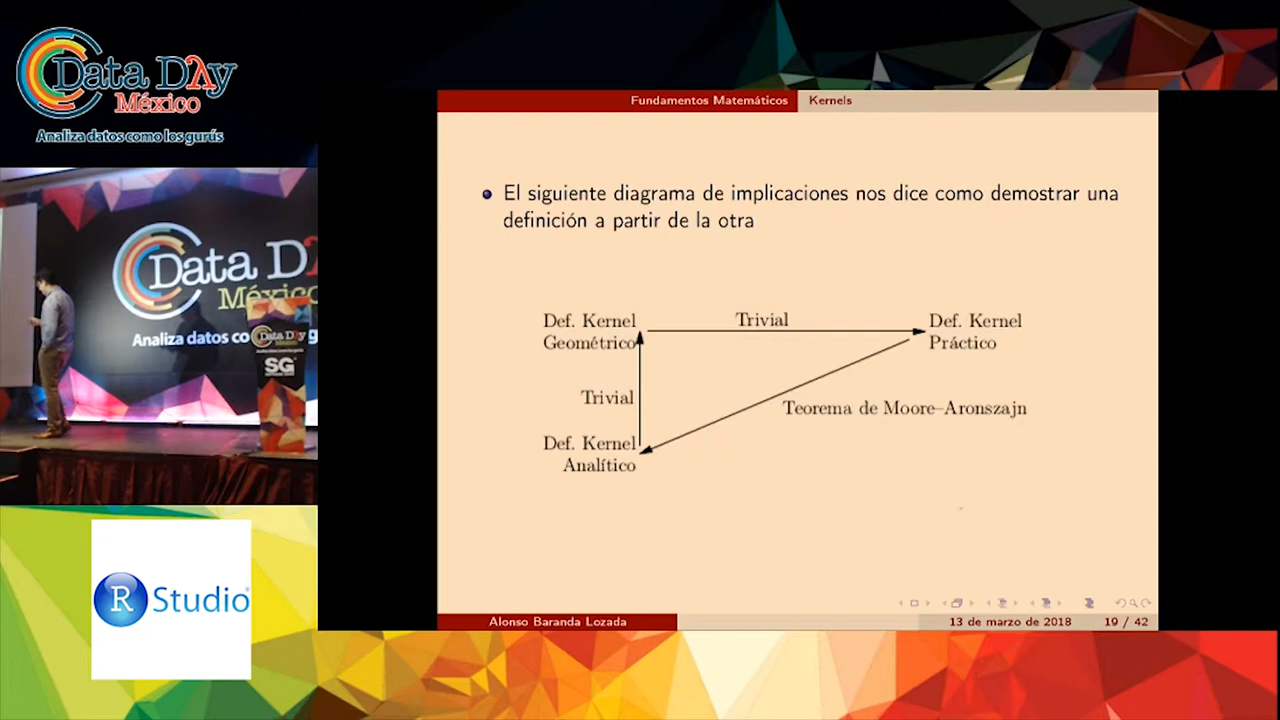 Data Day
México
Analiza datos como los gurús
Fundamentos Matemáticos
Kernels
El siguiente diagrama de implicaciones nos dice como demostrar una
definición a partir de la otra
Def. Kernel
Geométrico
Trivial
Def. Kernel
Práctico
Trivial
Teorema de Moore–Aronszajn
Def. Kernel
Analítico
Alonso Baranda Lozada
13 de marzo de 2018
19 / 42
Data D
México
Analiza datos co
Data Day
SG
R Studio